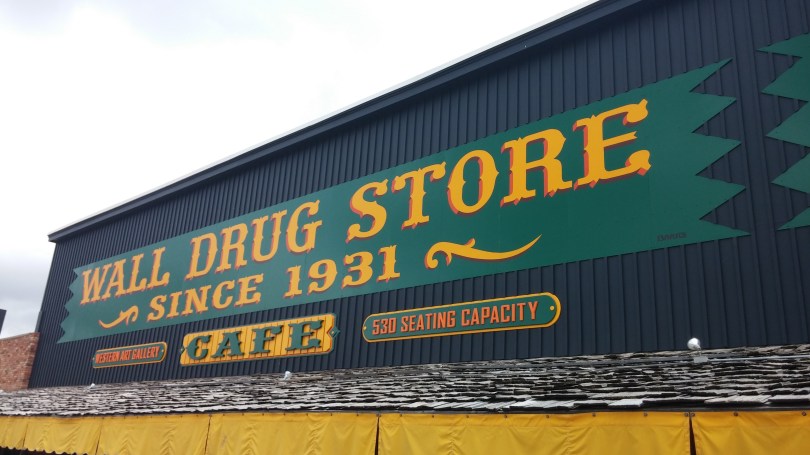 WALL DRUG STORE
SINCE 1931
WESTERN ART GALLERY
CAFE
530 SEATING CAPACITY